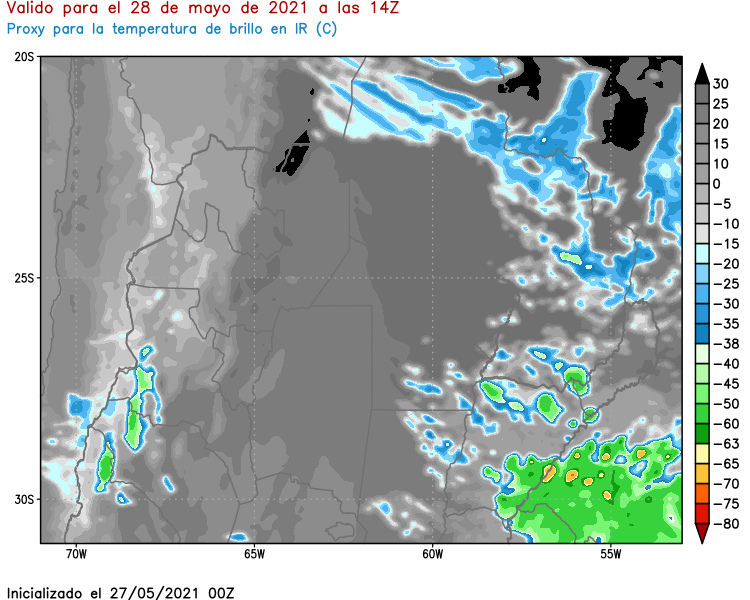 Valido para el 28 de mayo de 2021 a las 14Z
Proxy para la temperatura de brillo en IR (C)
20S
25S
30S
70W
65W
60W
55W
30
25
20
15
10
0
−5
−10
−15
−20
−25
−30
−35
−38
−40
−45
−50
−60
−63
−65
−70
−75
−80
Inicializado el 27/05/2021 00Z